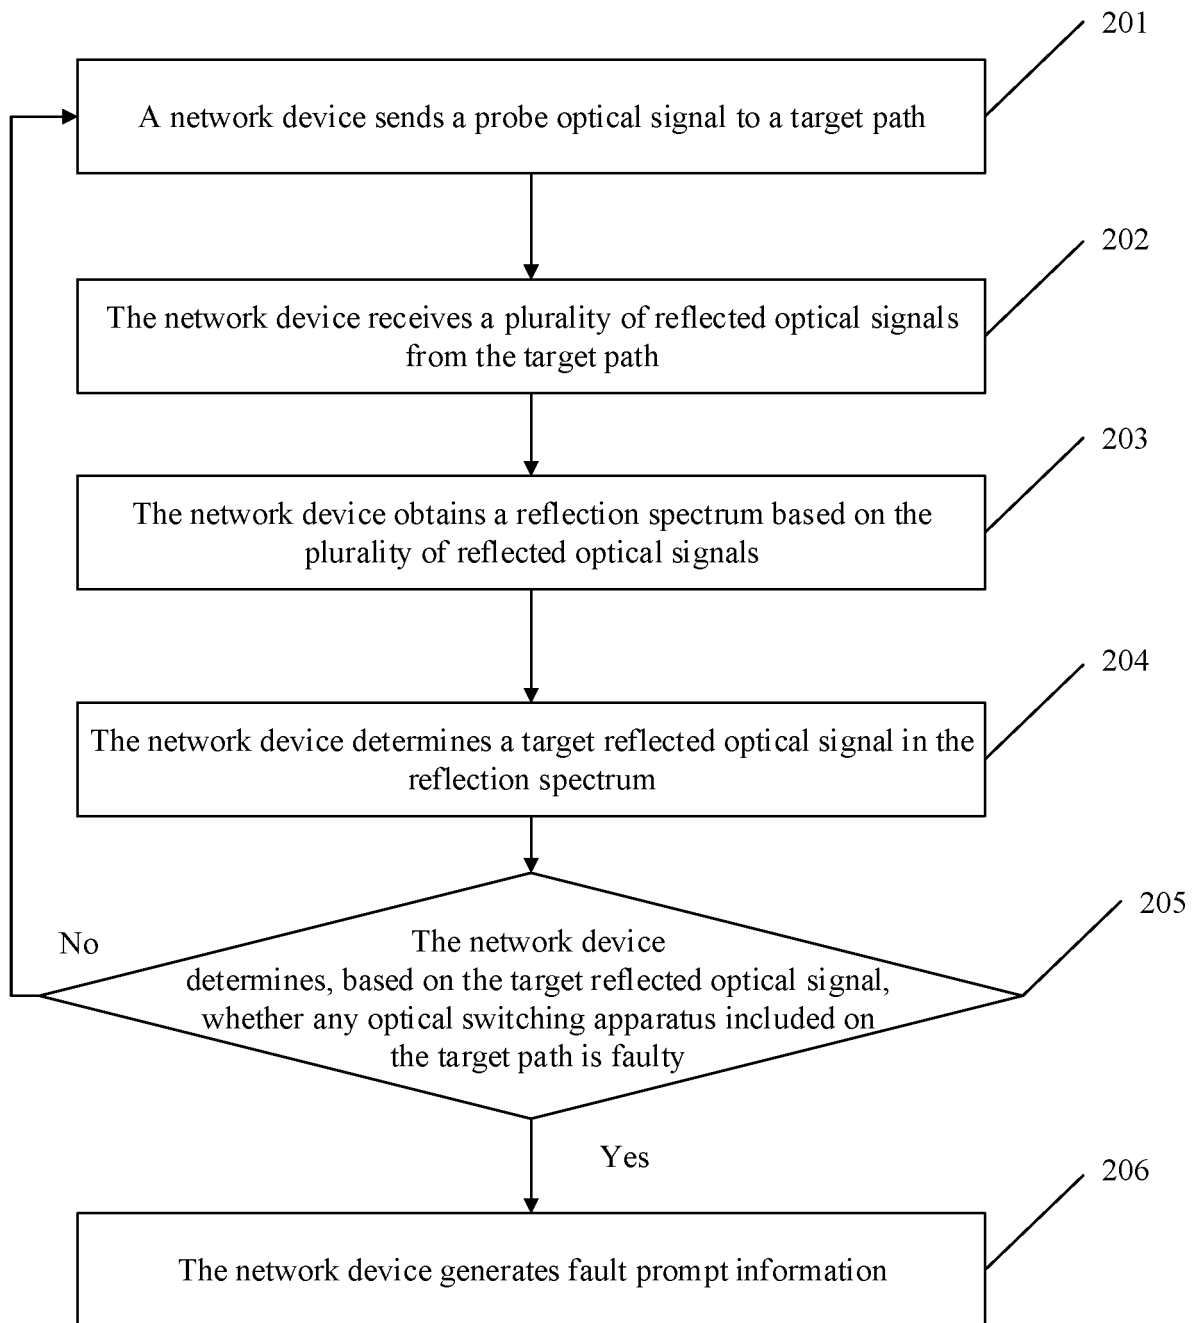 201
A network device sends a probe optical signal to a target path
202
The network device receives a plurality of reflected optical signals
from the target path
203
The network device obtains a reflection spectrum based on the
plurality of reflected optical signals
204
The network device determines a target reflected optical signal in the
reflection spectrum
205
No
The network device
determines, based on the target reflected optical signal,
whether any optical switching apparatus included on
the target path is faulty
Yes
206
The network device generates fault prompt information